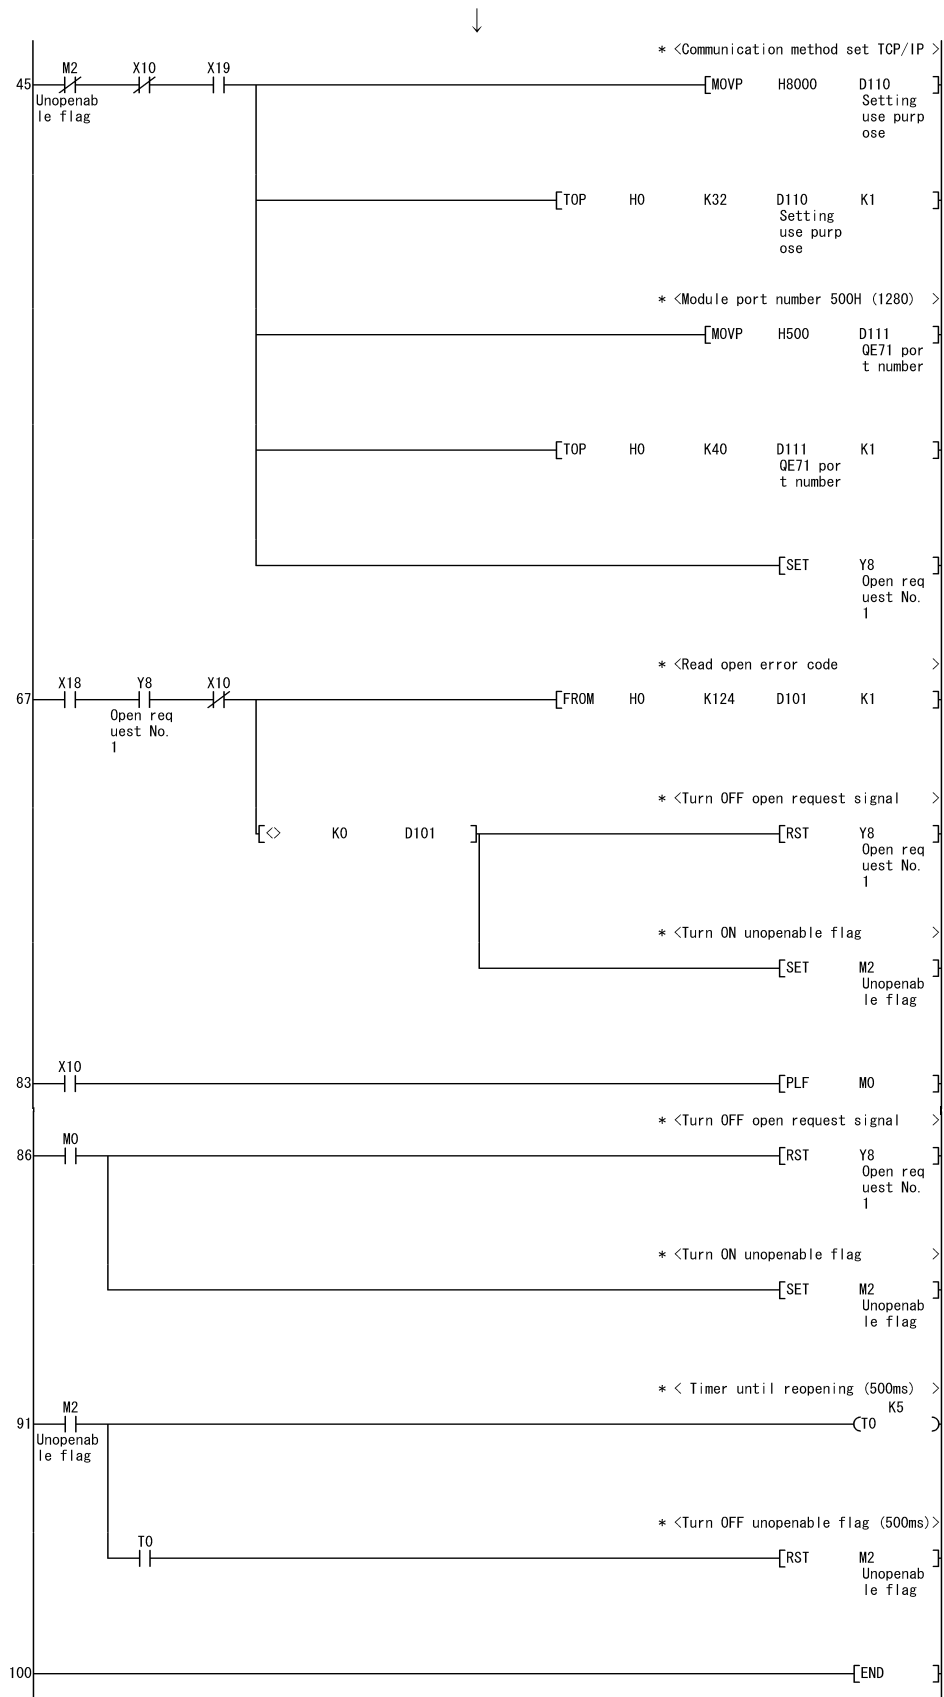 ↓
* <Communication method set TCP/IP >
M2 X10 X19
45 [MOVP H8000 D110 ]
Unopenab Setting
le flag use purp
ose
[TOP H0 K32 D110 K1 ]
Setting
use purp
ose
* <Module port number 500H (1280) >
[MOVP H500 D111 ]
QE71 por
t number
[TOP H0 K40 D111 K1 ]
QE71 por
t number
[SET Y8 ]
Open req
uest No.
1
* <Read open error code >
X18 Y8 X10
67 [FROM H0 K124 D101 K1 ]
Open req
uest No.
1
* <Turn OFF open request signal >
[<> K0 D101 ] [RST Y8 ]
Open req
uest No.
1
* <Turn ON unopenable flag >
[SET M2 ]
Unopenab
le flag
X10
83 [PLF M0 ]
* <Turn OFF open request signal >
M0
86 [RST Y8 ]
Open req
uest No.
1
* <Turn ON unopenable flag >
[SET M2 ]
Unopenab
le flag
* < Timer until reopening (500ms) >
M2 K5
91 (T0 )
Unopenab
le flag
* <Turn OFF unopenable flag (500ms)>
T0
[RST M2 ]
Unopenab
le flag
100 [END ]